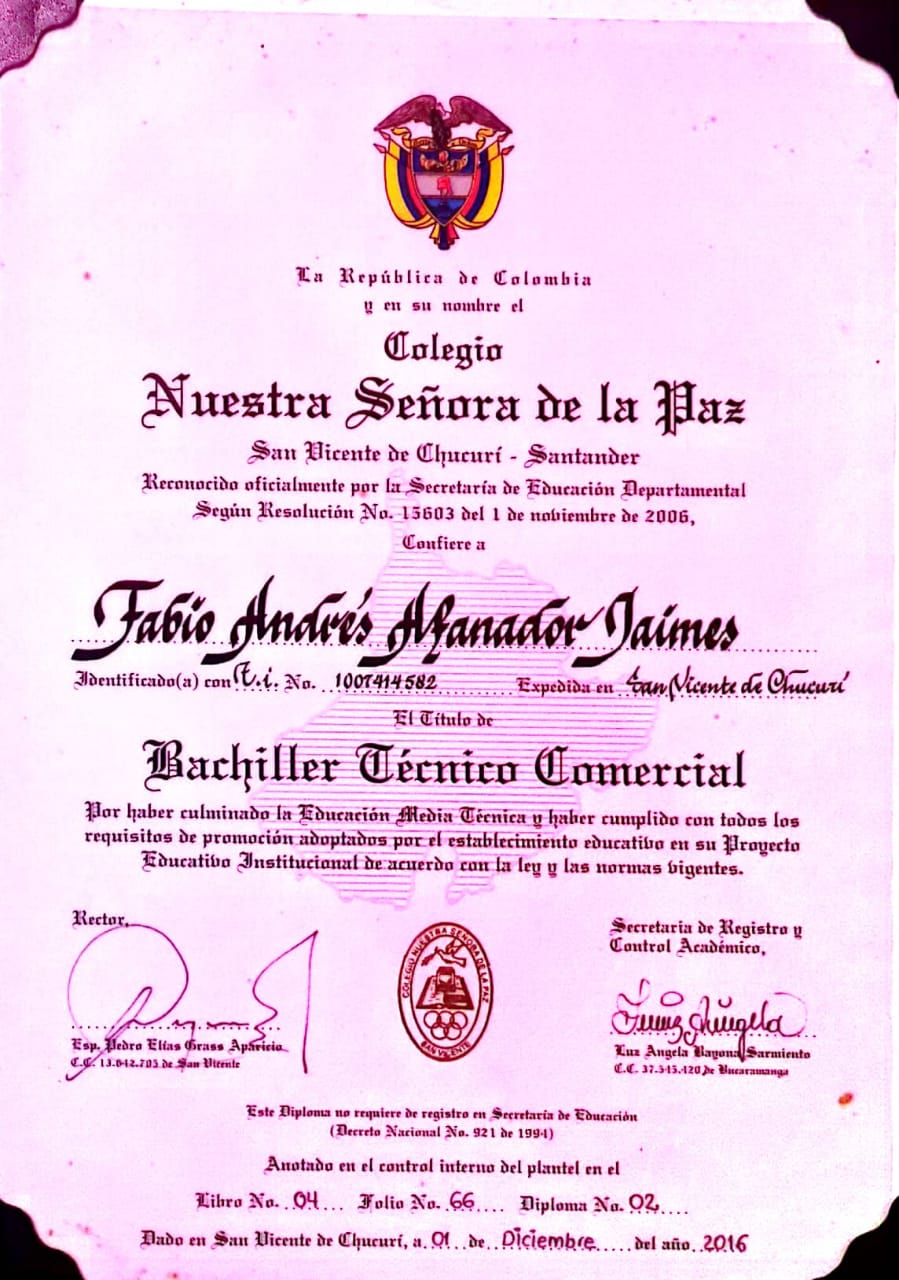 La República de Colombia
y en su nombre el
Colegio
Nuestra Señora de la Paz
San Vicente de Chucurí - Santander
Reconocido oficialmente por la Secretaría de Educación Departamental
Según Resolución No. 15603 del 1 de noviembre de 2006,
Confiere a
Fabio Andrés Afanador Jaimes
Identificado(a) con T.i. No. 1007414582 Expedida en San Vicente de Chucurí
El Título de
Bachiller Técnico Comercial
Por haber culminado la Educación Media Técnica y haber cumplido con todos los
requisitos de promoción adoptados por el establecimiento educativo en su Proyecto
Educativo Institucional de acuerdo con la ley y las normas vigentes.
Rector,
Esp. Pedro Elías Grass Aparicio
C.C. 13.642.703 de San Vicente
COLEGIO NUESTRA SEÑORA DE LA PAZ
SAN VICENTE
Secretaria de Registro y
Control Académico,
Luz Angela Bayona Sarmiento
C.C. 37.545.420 de Bucaramanga
Este Diploma no requiere de registro en Secretaría de Educación
(Decreto Nacional No. 921 de 1994)
Anotado en el control interno del plantel en el
Libro No. 04 Folio No. 66 Diploma No. 02
Dado en San Vicente de Chucurí, a 01 de Diciembre del año 2016